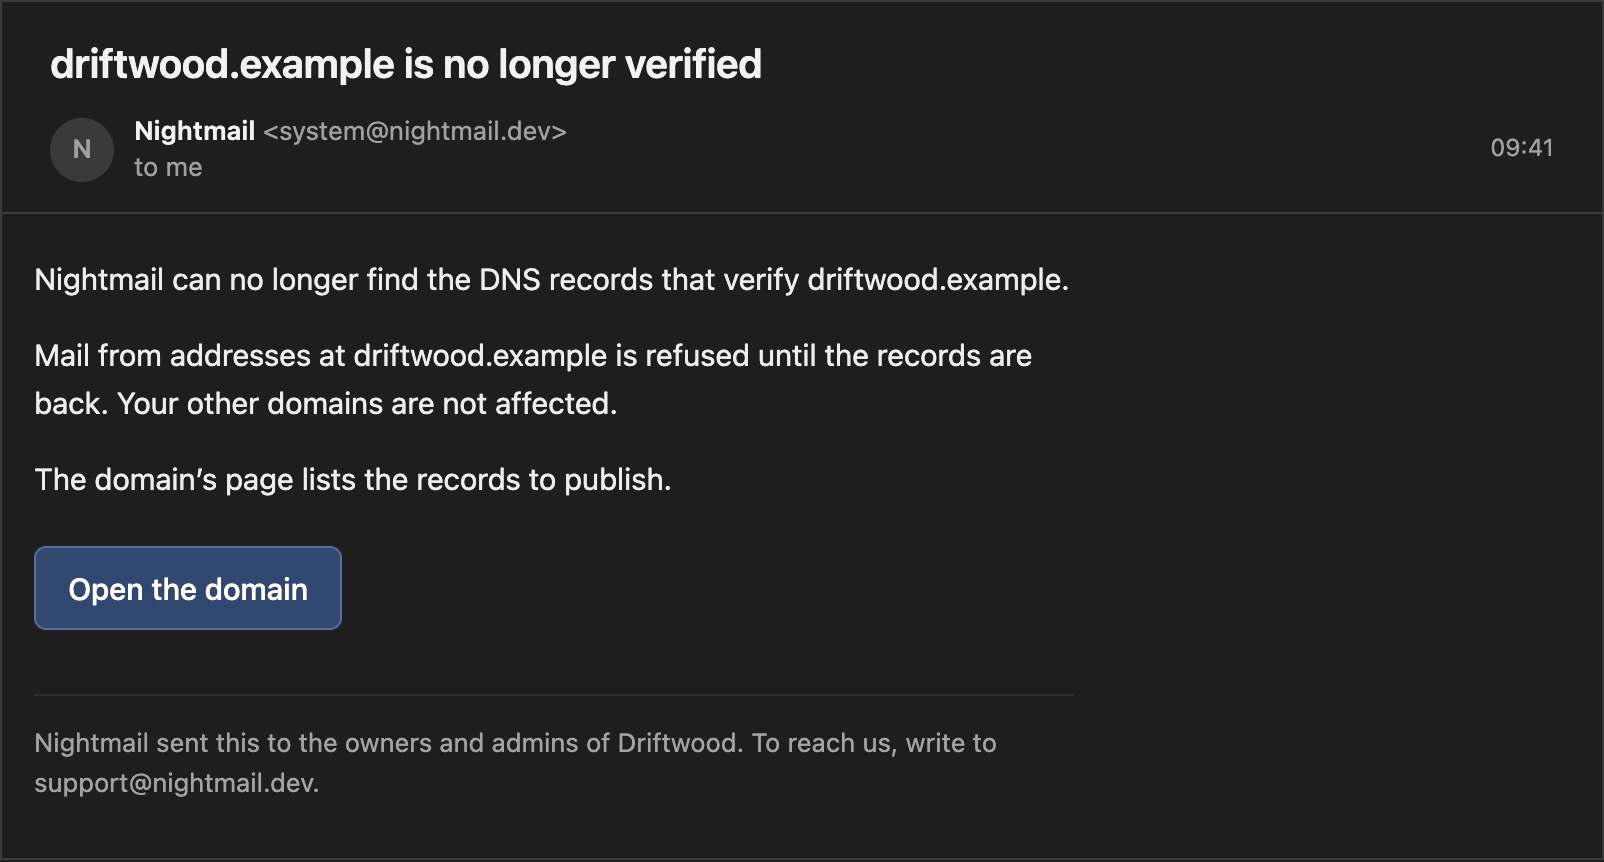 driftwood.example is no longer verified
N
Nightmail <system@nightmail.dev>
to me
09:41
Nightmail can no longer find the DNS records that verify driftwood.example.
Mail from addresses at driftwood.example is refused until the records are
back. Your other domains are not affected.
The domain’s page lists the records to publish.
Open the domain
Nightmail sent this to the owners and admins of Driftwood. To reach us, write to
support@nightmail.dev.